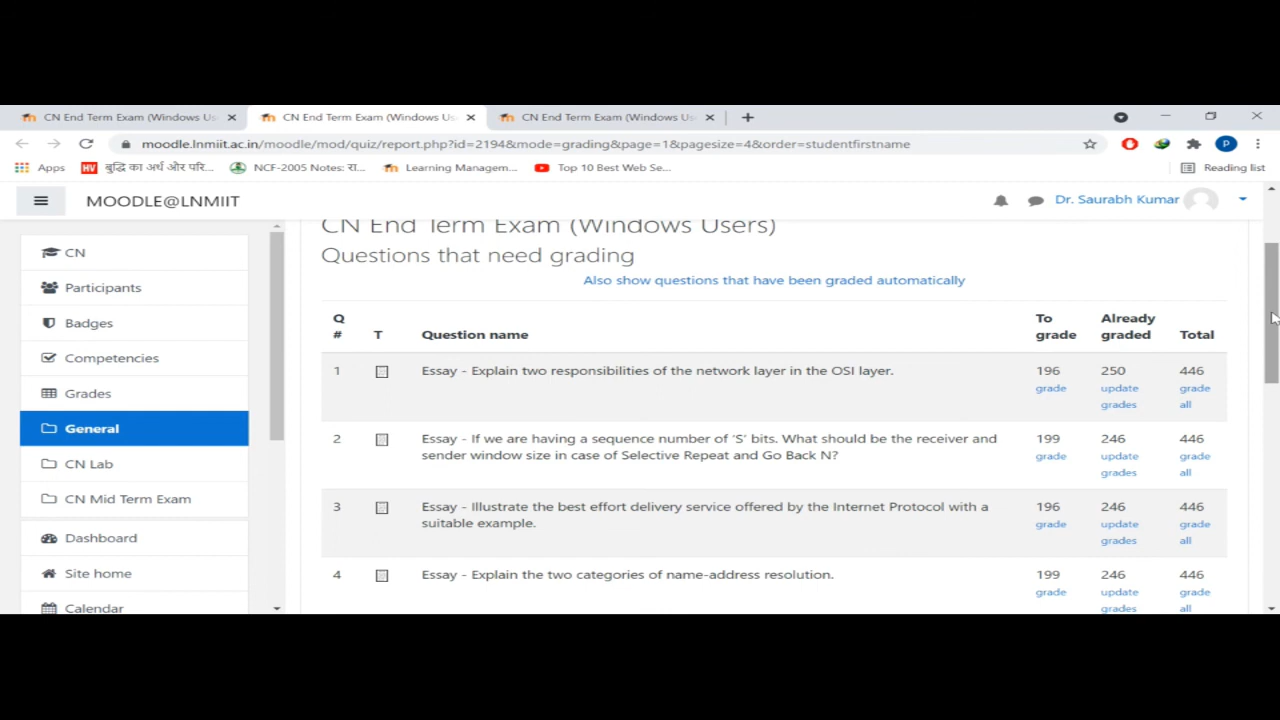 CN End Term Exam (Windows Us
CN End Term Exam (Windows Us
CN End Term Exam (Windows Us
moodle.lnmiit.ac.in/moodle/mod/quiz/report.php?id=2194&mode=grading&page=1&pagesize=4&order=studentfirstname
P
Apps
HV
बुद्धि का अर्थ और परि...
NCF-2005 Notes: रा...
Learning Managem...
Top 10 Best Web Se...
Reading list
MOODLE@LNMIIT
Dr. Saurabh Kumar
CN
Participants
Badges
Competencies
Grades
General
CN Lab
CN Mid Term Exam
Dashboard
Site home
Calendar
CN End Term Exam (Windows Users)
Questions that need grading
Also show questions that have been graded automatically
Q # T Question name To grade Already graded Total
1 Essay - Explain two responsibilities of the network layer in the OSI layer. 196 250 446
grade update grades grade all
2 Essay - If we are having a sequence number of 'S' bits. What should be the receiver and 199 246 446
sender window size in case of Selective Repeat and Go Back N? grade update grades grade all
3 Essay - Illustrate the best effort delivery service offered by the Internet Protocol with a 196 246 446
suitable example. grade update grades grade all
4 Essay - Explain the two categories of name-address resolution. 199 246 446
grade update grades grade all